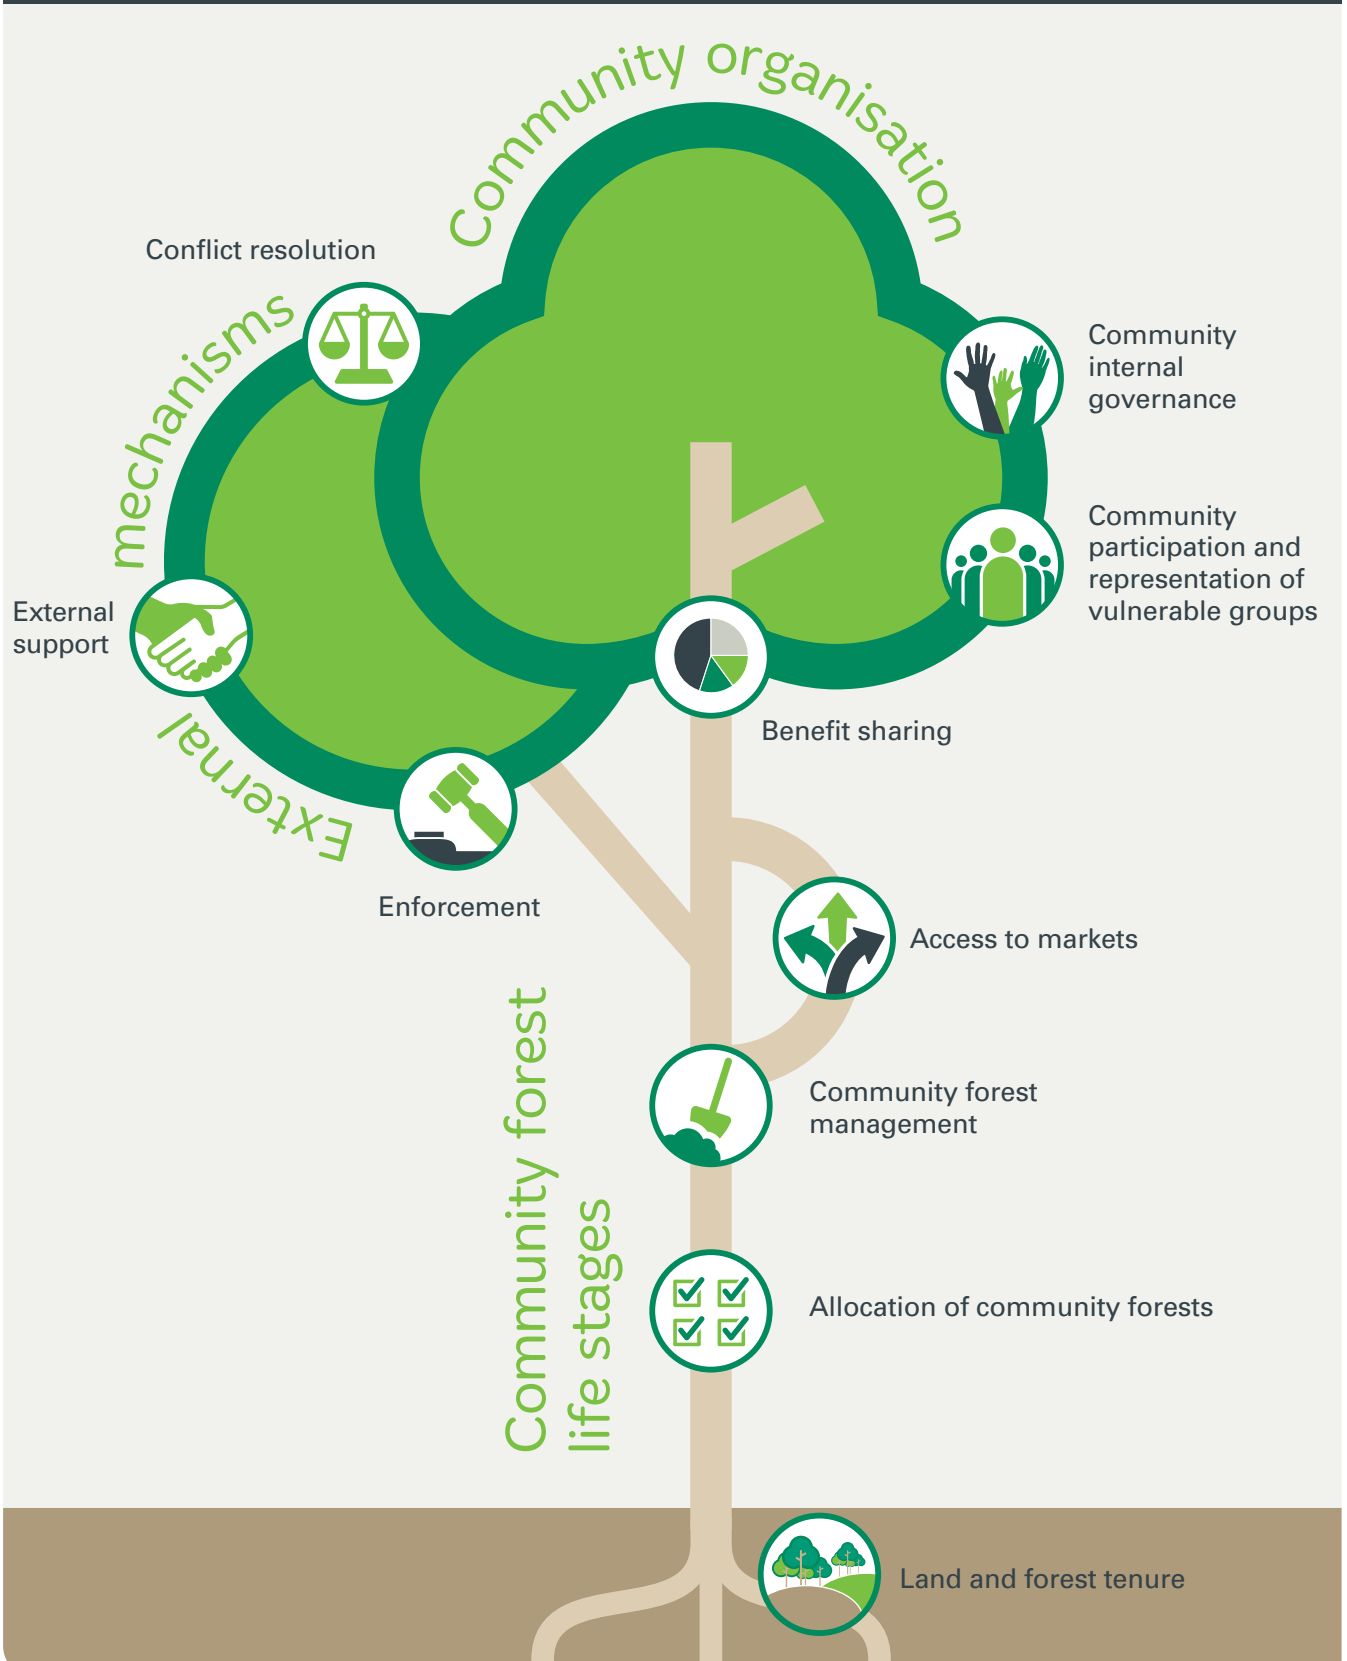 Community organisation
Conflict resolution
External mechanisms
Community
internal
governance
Community
participation and
representation of
vulnerable groups
External
support
Benefit sharing
Enforcement
Access to markets
Community forest
life stages
Community forest
management
Allocation of community forests
Land and forest tenure